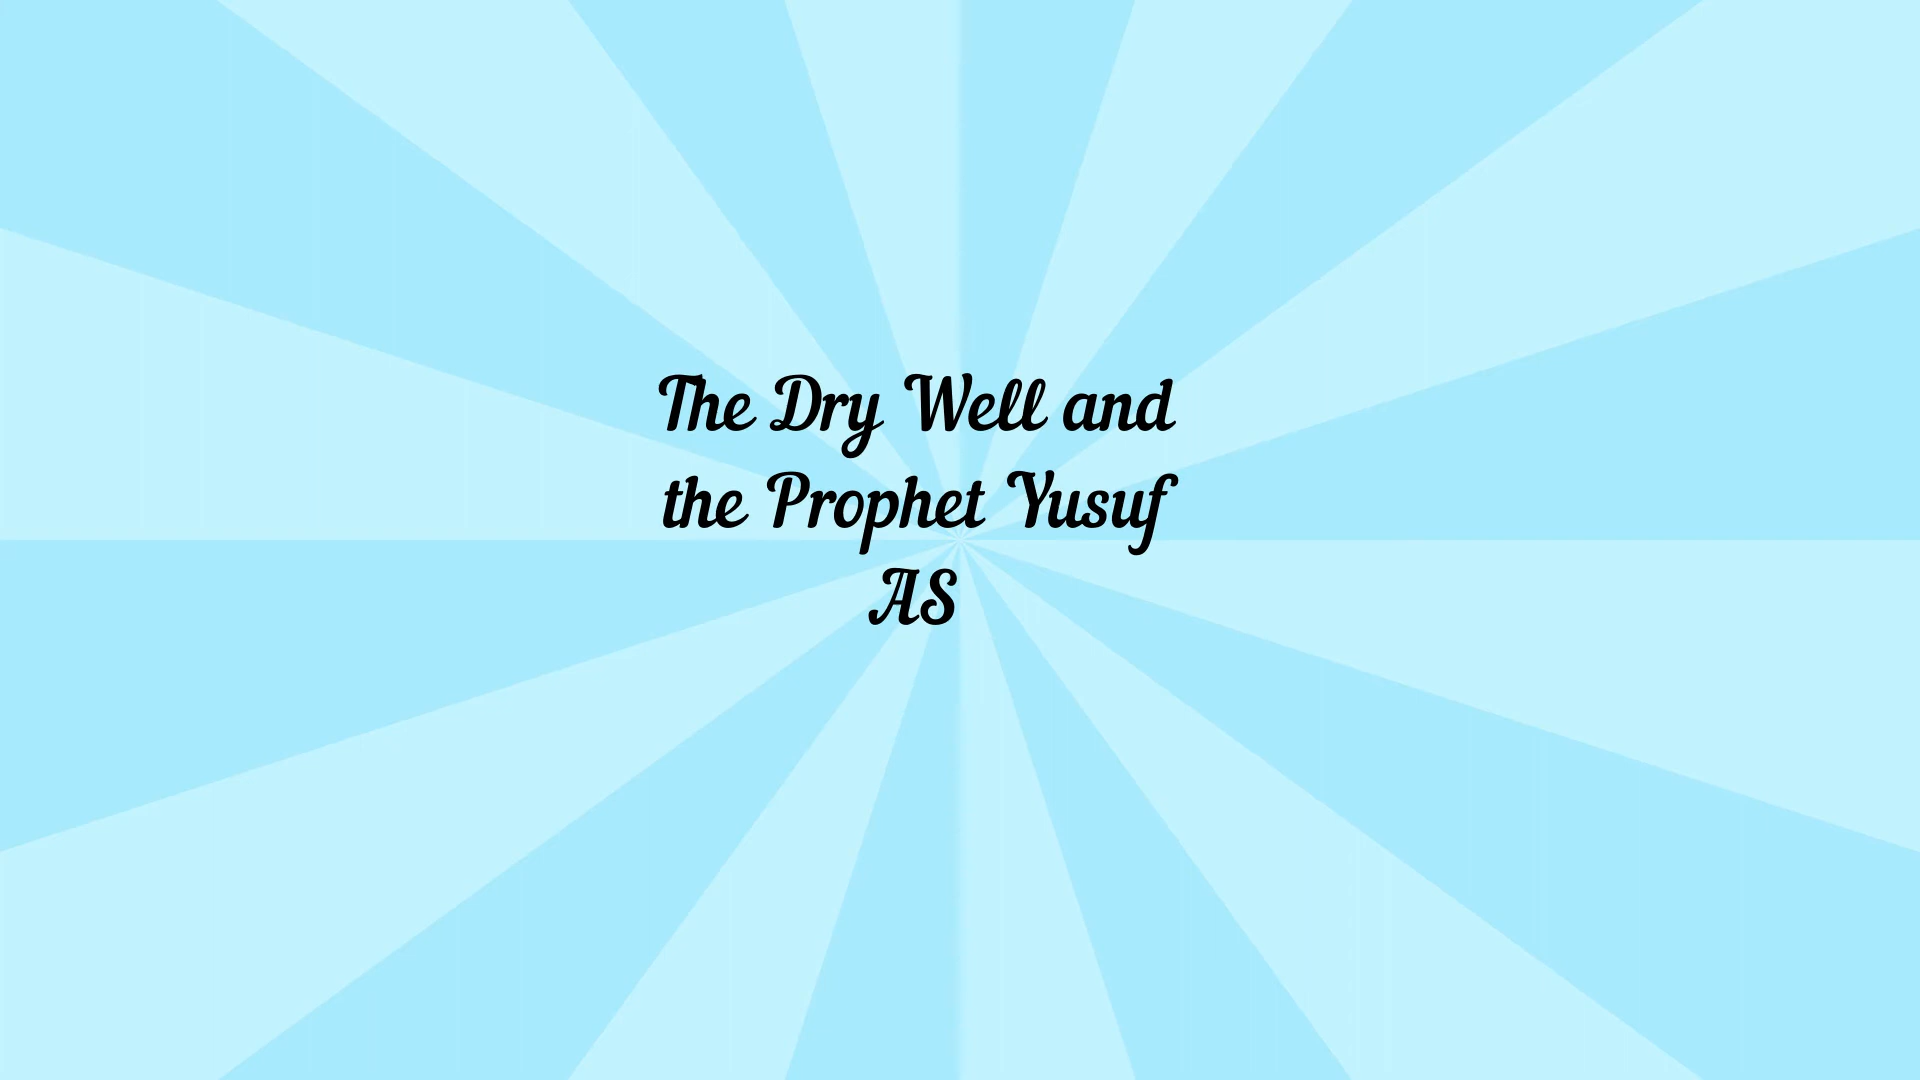 The Dry Well and
the Prophet Yusuf
AS